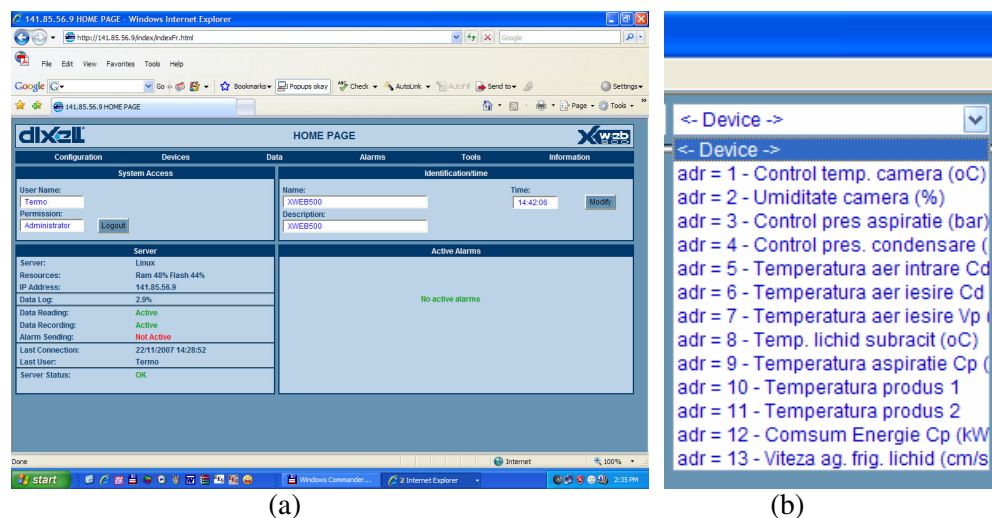 141.85.56.9 HOME PAGE - Windows Internet Explorer
http://141.85.56.9/index/indexFr.html
Google
File Edit View Favorites Tools Help
Google G Go Bookmarks Popups okay Check AutoLink AutoFill Send to Settings
141.85.56.9 HOME PAGE Page Tools
dixell HOME PAGE Xweb
Configuration Devices Data Alarms Tools Information
System Access Identification/time
User Name: Name: Time:
Termo XWEB500 14:42:06 Modify
Permission: Description:
Administrator Logout XWEB500
Server Active Alarms
Server: Linux
Resources: Ram 48% Flash 44%
IP Address: 141.85.56.9
Data Log: 2.9% No active alarms
Data Reading: Active
Data Recording: Active
Alarm Sending: Not Active
Last Connection: 22/11/2007 14:28:52
Last User: Termo
Server Status: OK
Done Internet 100%
start Windows Commander... 2 Internet Explorer 2:35 PM
(a)
<- Device ->
<- Device ->
adr = 1 - Control temp. camera (oC)
adr = 2 - Umiditate camera (%)
adr = 3 - Control pres aspiratie (bar)
adr = 4 - Control pres. condensare (
adr = 5 - Temperatura aer intrare Cd
adr = 6 - Temperatura aer iesire Cd
adr = 7 - Temperatura aer iesire Vp (
adr = 8 - Temp. lichid subracit (oC)
adr = 9 - Temperatura aspiratie Cp (
adr = 10 - Temperatura produs 1
adr = 11 - Temperatura produs 2
adr = 12 - Comsum Energie Cp (kW
adr = 13 - Viteza ag. frig. lichid (cm/s
(b)